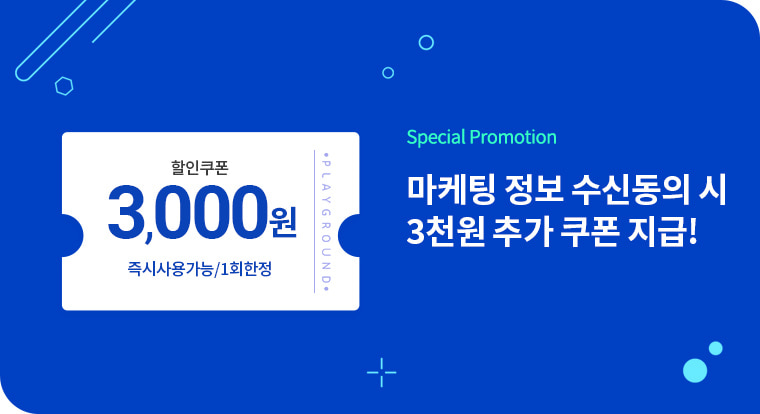 할인쿠폰
3,000원
즉시사용가능/1회한정
•PLAYGROUND•
Special Promotion
마케팅 정보 수신동의 시
3천원 추가 쿠폰 지급!